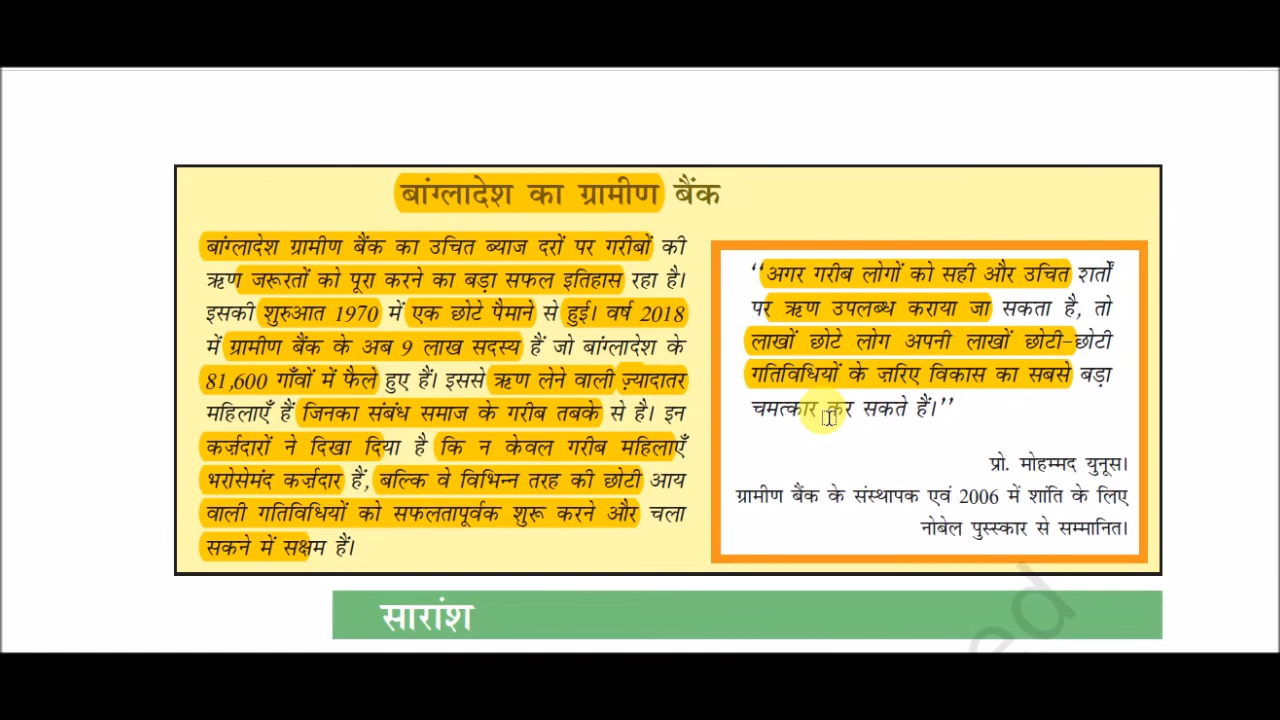 बांग्लादेश का ग्रामीण बैंक
बांग्लादेश ग्रामीण बैंक का उचित ब्याज दरों पर गरीबों की
ऋण जरूरतों को पूरा करने का बड़ा सफल इतिहास रहा है।
इसकी शुरुआत 1970 में एक छोटे पैमाने से हुई। वर्ष 2018
में ग्रामीण बैंक के अब 9 लाख सदस्य हैं जो बांग्लादेश के
81,600 गाँवों में फैले हुए हैं। इससे ऋण लेने वाली ज़्यादातर
महिलाएँ हैं जिनका संबंध समाज के गरीब तबके से है। इन
कर्ज़दारों ने दिखा दिया है कि न केवल गरीब महिलाएँ
भरोसेमंद कर्ज़दार हैं, बल्कि वे विभिन्न तरह की छोटी आय
वाली गतिविधियों को सफलतापूर्वक शुरू करने और चला
सकने में सक्षम हैं।
‘‘अगर गरीब लोगों को सही और उचित शर्तों
पर ऋण उपलब्ध कराया जा सकता है, तो
लाखों छोटे लोग अपनी लाखों छोटी-छोटी
गतिविधियों के ज़रिए विकास का सबसे बड़ा
चमत्कार कर सकते हैं।’’
प्रो. मोहम्मद युनूस।
ग्रामीण बैंक के संस्थापक एवं 2006 में शांति के लिए
नोबेल पुस्स्कार से सम्मानित।
सारांश
ed